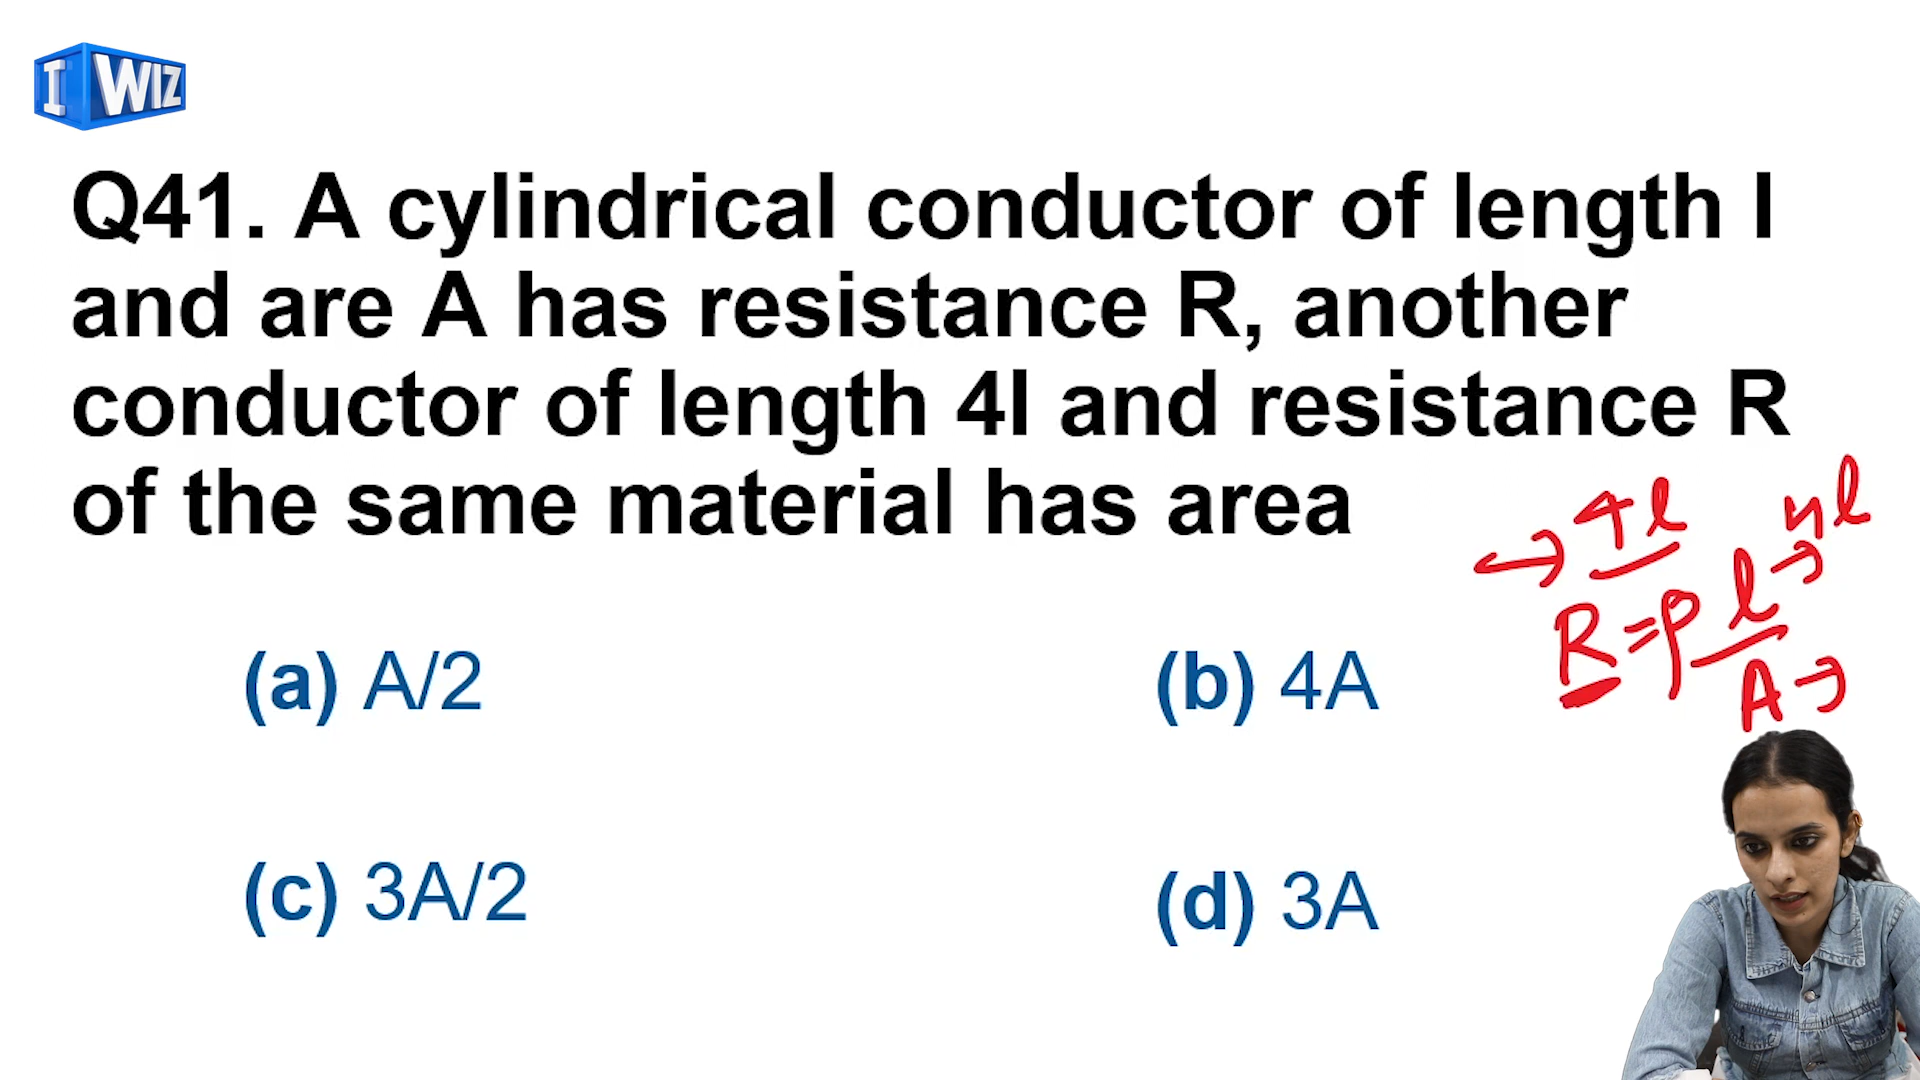 I WIZ
Q41. A cylindrical conductor of length l
and are A has resistance R, another
conductor of length 4l and resistance R
of the same material has area
→ 4l
4l
R = ρ l/A →
(a) A/2
(b) 4A
(c) 3A/2
(d) 3A